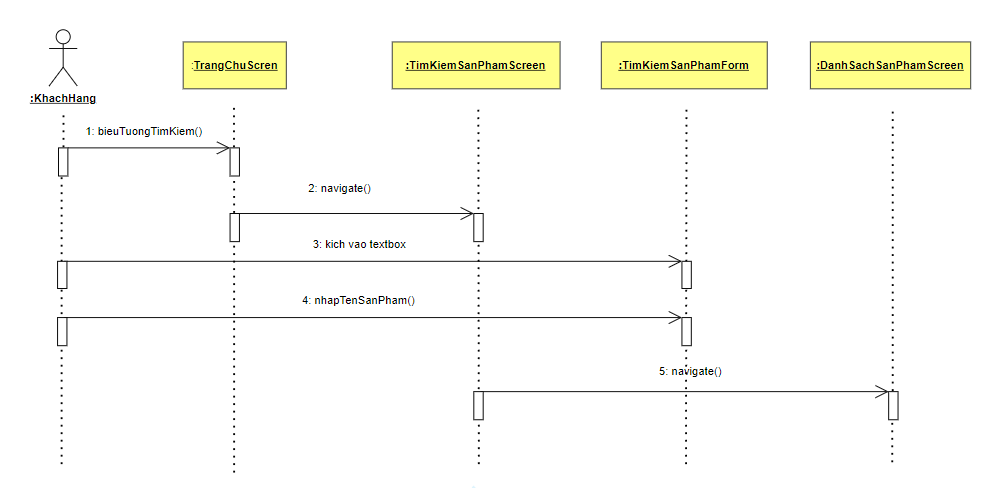 :TrangChuScren
:TimKiemSanPhamScreen
:TimKiemSanPhamForm
:DanhSachSanPhamScreen
:KhachHang
1: bieuTuongTimKiem()
2: navigate()
3: kich vao textbox
4: nhapTenSanPham()
5: navigate()